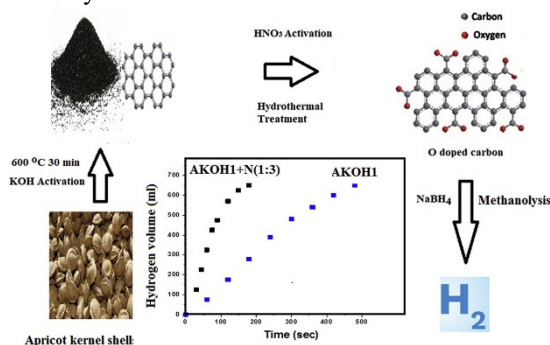 HNO3 Activation
Hydrothermal
Treatment
Carbon
Oxygen
O doped carbon
600 OC 30 min
KOH Activation
Apricot kernel shells
AKOH1+N(1:3)
AKOH1
Hydrogen volume (ml)
700
600
500
400
300
200
100
0
0
100
200
300
400
500
Time (sec)
NaBH4
Methanolysis
H2